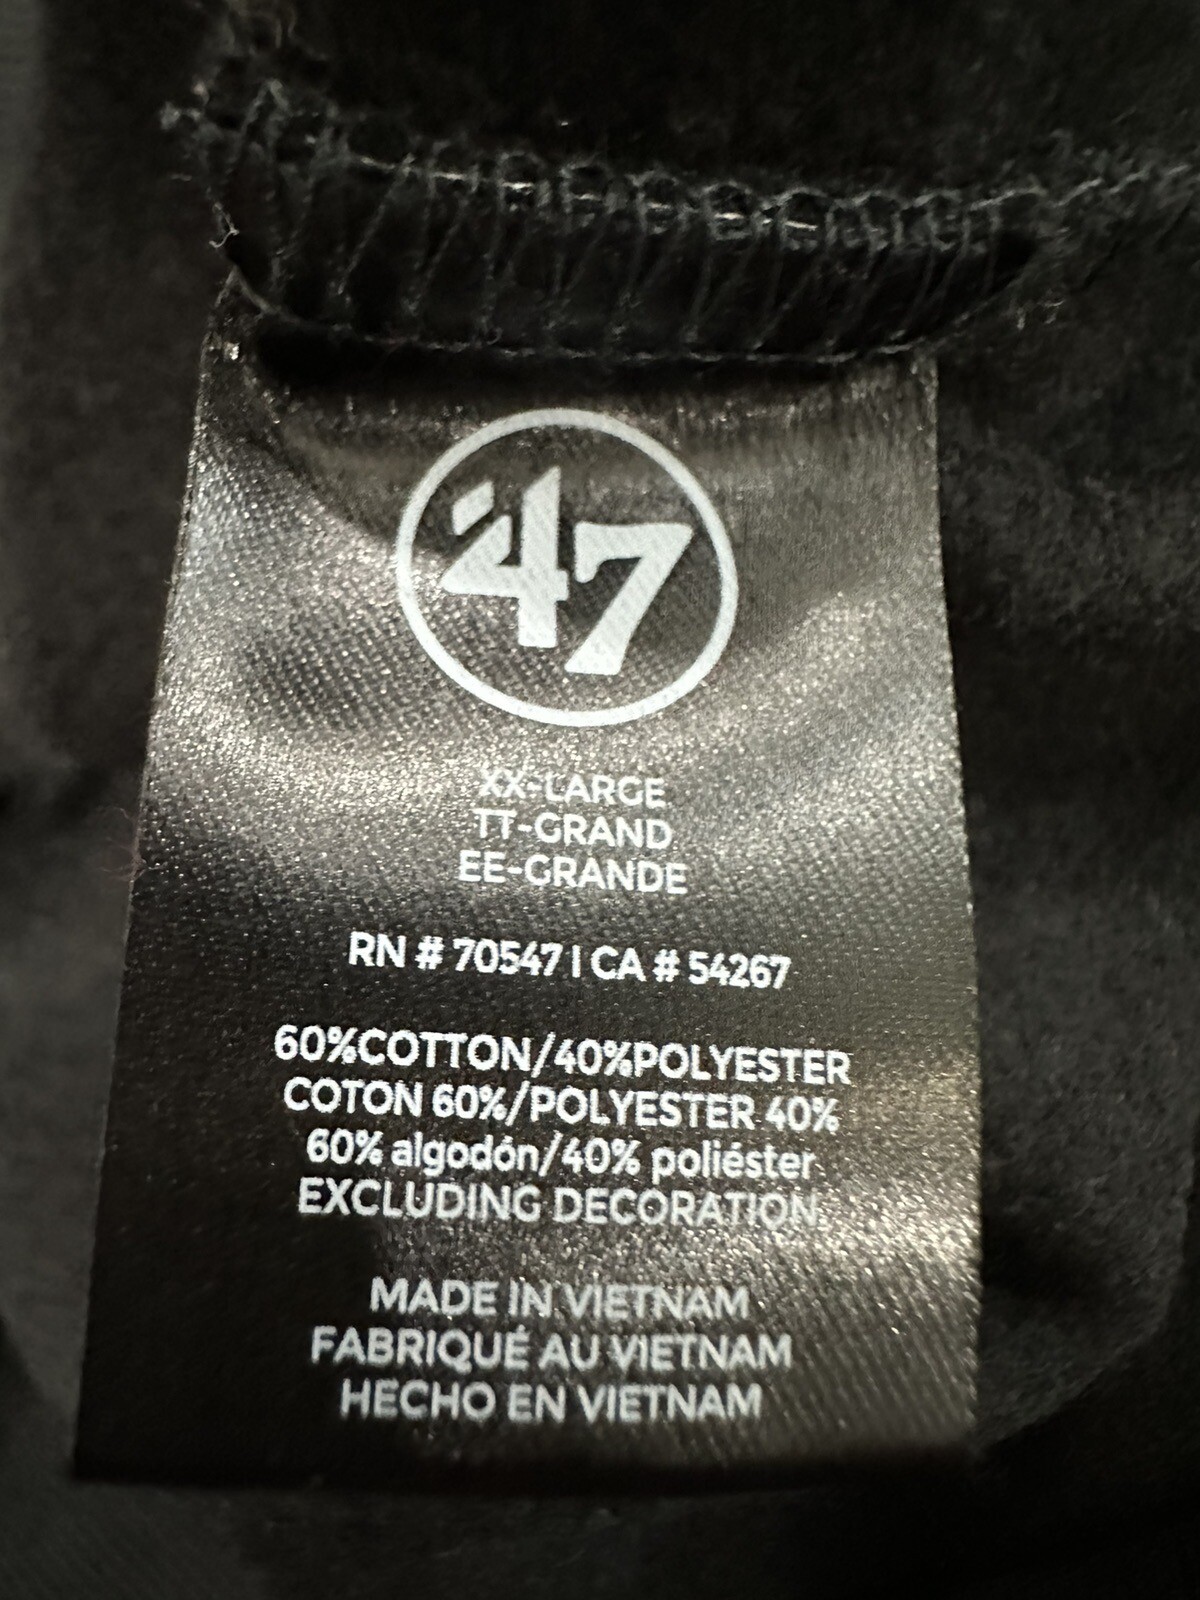 '47
XX-LARGE
TT-GRAND
EE-GRANDE
RN # 70547 | CA # 54267
60%COTTON/40%POLYESTER
COTON 60%/POLYESTER 40%
60% algodón/40% poliéster
EXCLUDING DECORATION
MADE IN VIETNAM
FABRIQUÉ AU VIETNAM
HECHO EN VIETNAM